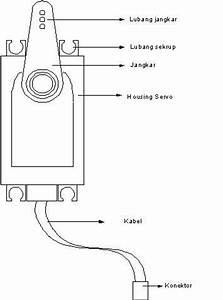 Lubang jangkar
Lubang sekrup
Jangkar
Housing Servo
Kabel
Konektor